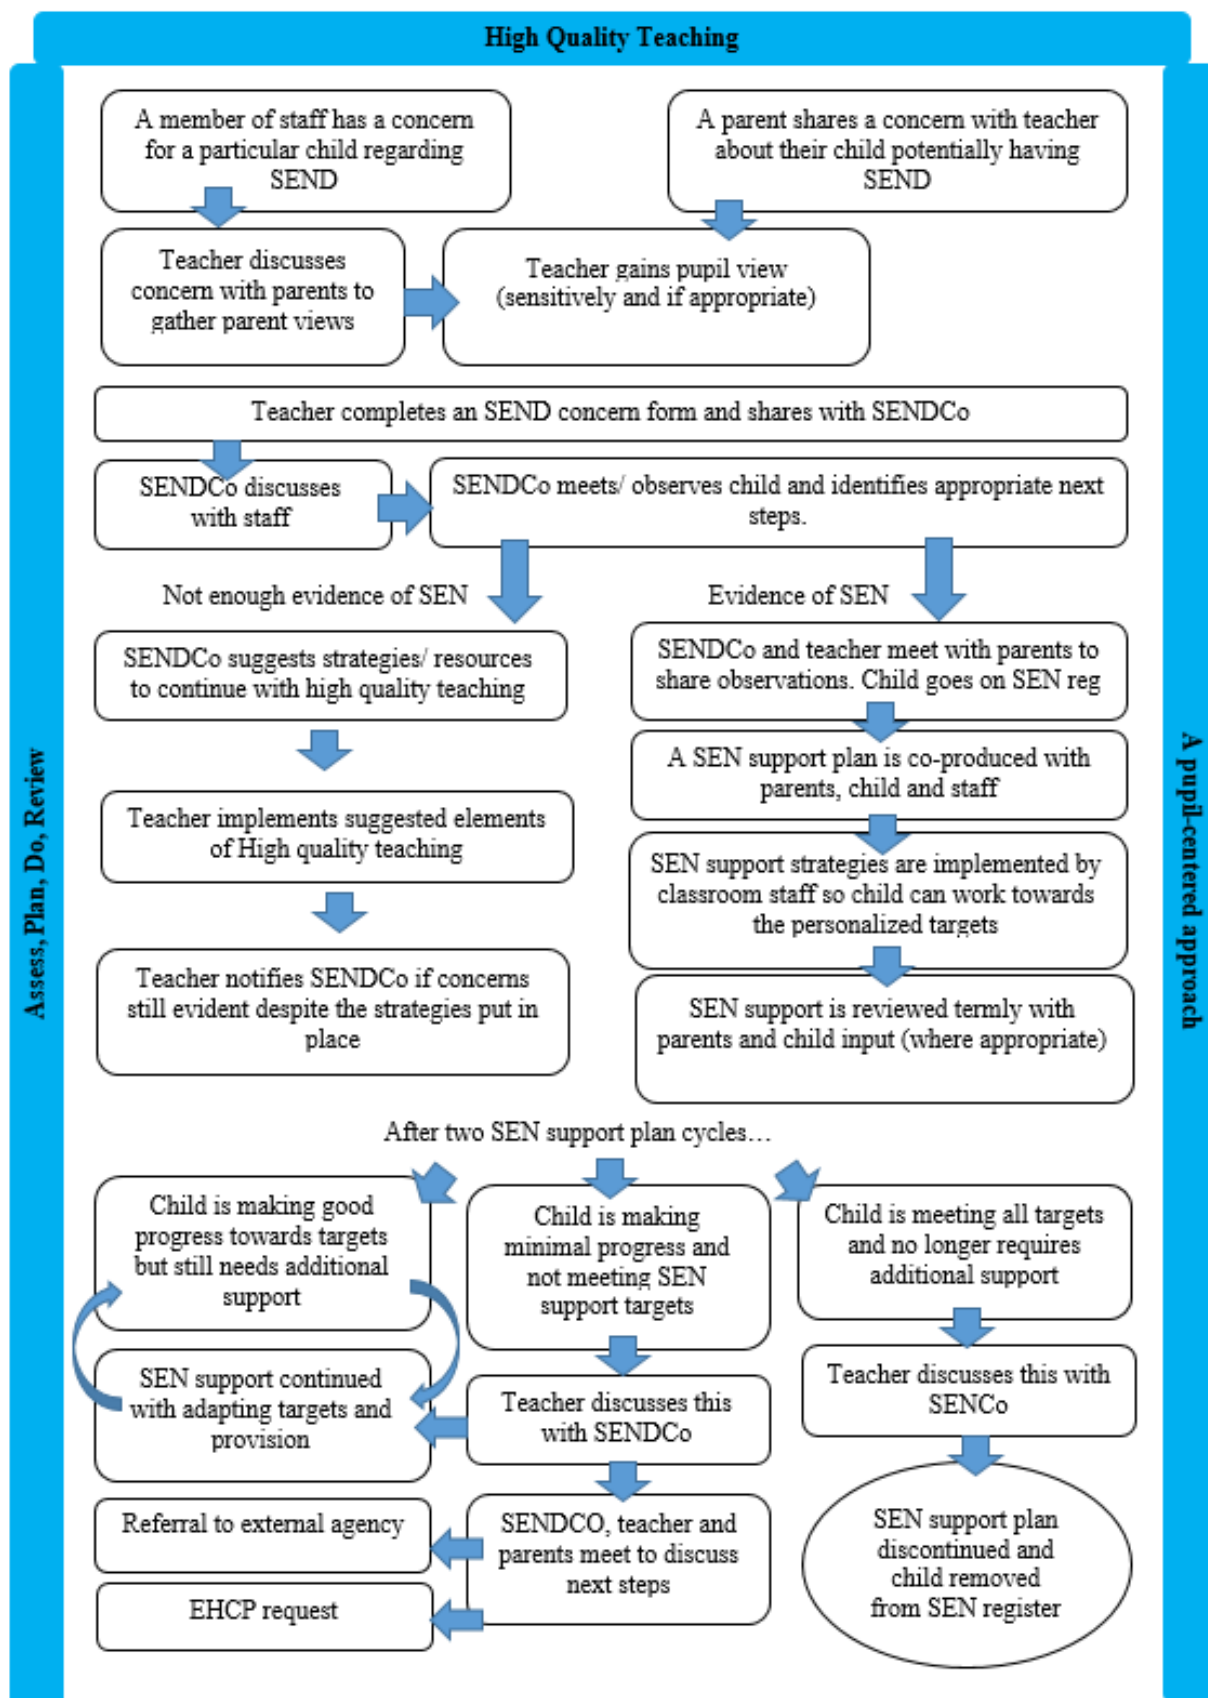 High Quality Teaching
Assess, Plan, Do, Review
A pupil-centered approach
A member of staff has a concern
for a particular child regarding
SEND
A parent shares a concern with teacher
about their child potentially having
SEND
Teacher discusses
concern with parents to
gather parent views
Teacher gains pupil view
(sensitively and if appropriate)
Teacher completes an SEND concern form and shares with SENDCo
SENDCo discusses
with staff
SENDCo meets/ observes child and identifies appropriate next
steps.
Not enough evidence of SEN
Evidence of SEN
SENDCo suggests strategies/ resources
to continue with high quality teaching
Teacher implements suggested elements
of High quality teaching
Teacher notifies SENDCo if concerns
still evident despite the strategies put in
place
SENDCo and teacher meet with parents to
share observations. Child goes on SEN reg
A SEN support plan is co-produced with
parents, child and staff
SEN support strategies are implemented by
classroom staff so child can work towards
the personalized targets
SEN support is reviewed termly with
parents and child input (where appropriate)
After two SEN support plan cycles…
Child is making good
progress towards targets
but still needs additional
support
SEN support continued
with adapting targets and
provision
Child is making
minimal progress and
not meeting SEN
support targets
Teacher discusses this
with SENDCo
SENDCO, teacher and
parents meet to discuss
next steps
Referral to external agency
EHCP request
Child is meeting all targets
and no longer requires
additional support
Teacher discusses this with
SENCo
SEN support plan
discontinued and
child removed
from SEN register